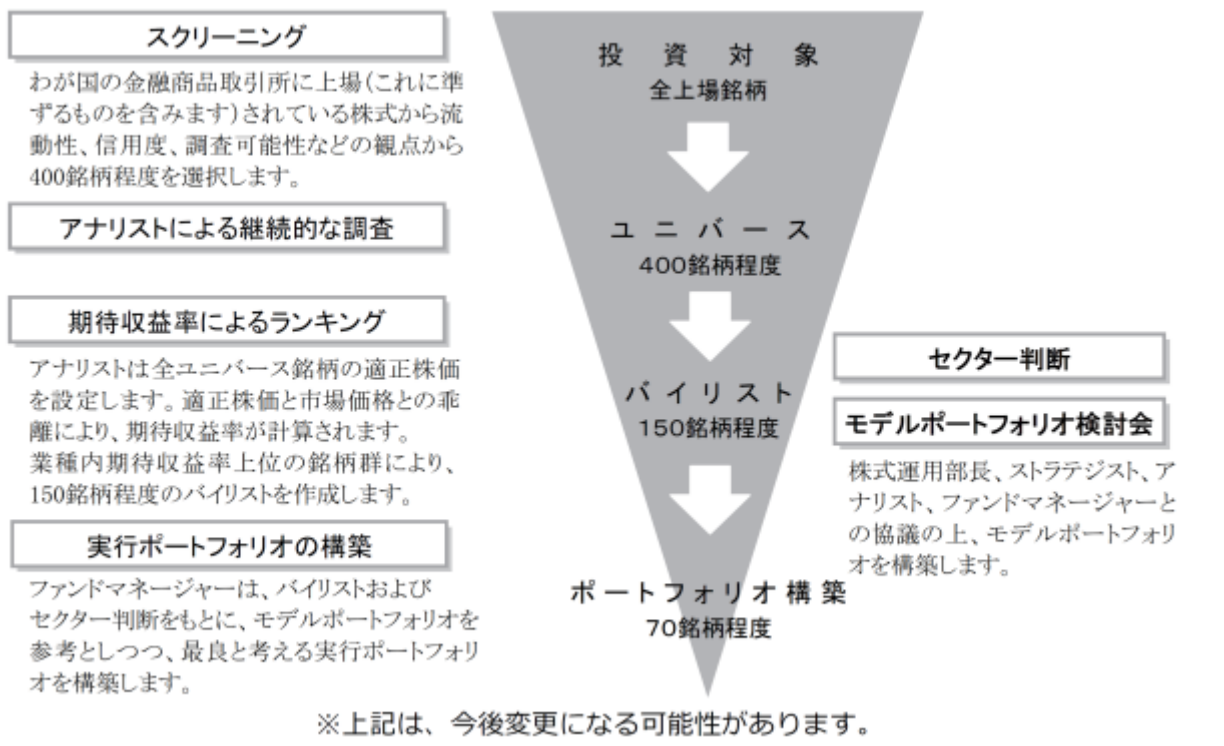 スクリーニング
わが国の金融商品取引所に上場(これに準
ずるものを含みます)されている株式から流
動性、信用度、調査可能性などの観点から
400銘柄程度を選択します。
アナリストによる継続的な調査
期待収益率によるランキング
アナリストは全ユニバース銘柄の適正株価
を設定します。適正株価と市場価格との乖
離により、期待収益率が計算されます。
業種内期待収益率上位の銘柄群により、
150銘柄程度のバイリストを作成します。
実行ポートフォリオの構築
ファンドマネージャーは、バイリストおよび
セクター判断をもとに、モデルポートフォリオを
参考としつつ、最良と考える実行ポートフォリ
オを構築します。
投資対象
全上場銘柄
ユニバース
400銘柄程度
バイリスト
150銘柄程度
ポートフォリオ構築
70銘柄程度
セクター判断
モデルポートフォリオ検討会
株式運用部長、ストラテジスト、ア
ナリスト、ファンドマネージャーと
の協議の上、モデルポートフォリ
オを構築します。
※上記は、今後変更になる可能性があります。